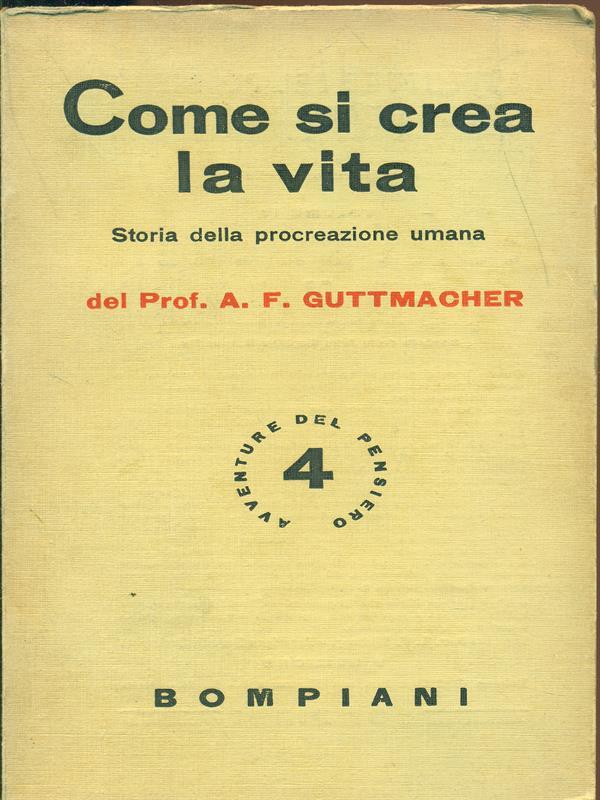 Come si crea
la vita
Storia della procreazione umana
del Prof. A. F. GUTTMACHER
AVVENTURE DEL PENSIERO
4
BOMPIANI